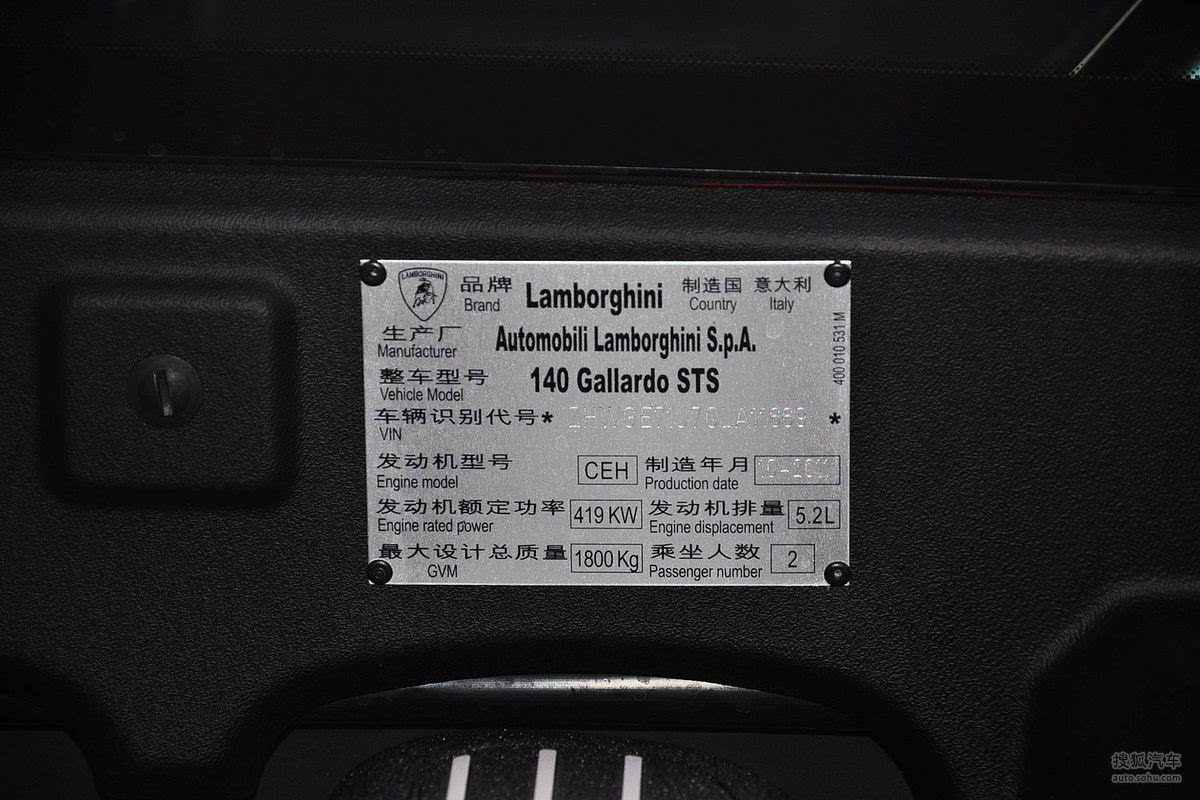 LAMBORGHINI
品牌 Lamborghini 制造国 意大利
Brand Country Italy
生产厂 Automobili Lamborghini S.p.A.
Manufacturer
整车型号 140 Gallardo STS
Vehicle Model
车辆识别代号* *
VIN
400 010 531 M
发动机型号 CEH 制造年月 10-2011
Engine model Production date
发动机额定功率 419 KW 发动机排量 5.2L
Engine rated power Engine displacement
最大设计总质量 1800 Kg 乘坐人数 2
GVM Passenger number
搜狐汽车
auto.sohu.com